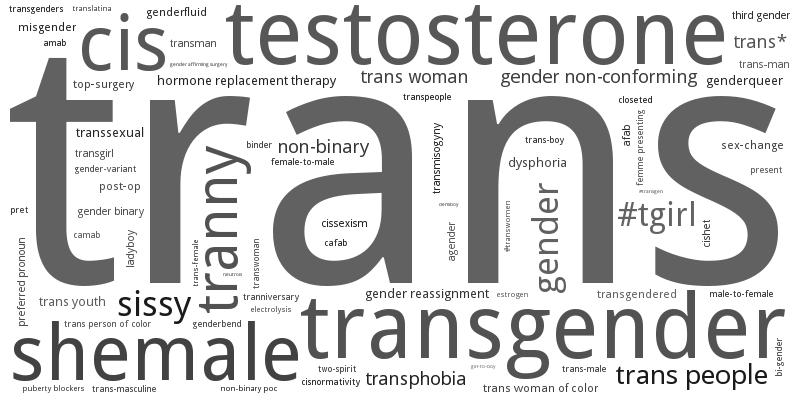 transgenders
translatina
genderfluid
testosterone
third gender
misgender
cis
amab
transman
trans*
gender affirming surgery
trans-man
top-surgery
hormone replacement therapy
trans woman
gender non-conforming
genderqueer
trans
transpeople
closeted
transsexual
binder
non-binary
trans-boy
afab
femme presenting
sex-change
transgirl
female-to-male
transmisogyny
dysphoria
gender-variant
present
post-op
tranny
gender
pret
gender binary
#transwomen
#tgirl
cissexism
agender
cishet
camab
ladyboy
cafab
preferred pronoun
trans-female
neutrois
transwoman
trans youth
sissy
tranniversary
gender reassignment
estrogen
transgendered
male-to-female
electrolysis
trans person of color
genderbend
transgender
shemale
bi-gender
two-spirit
trans-male
cisnormativity
transphobia
trans people
puberty blockers
trans-masculine
non-binary poc
trans woman of color